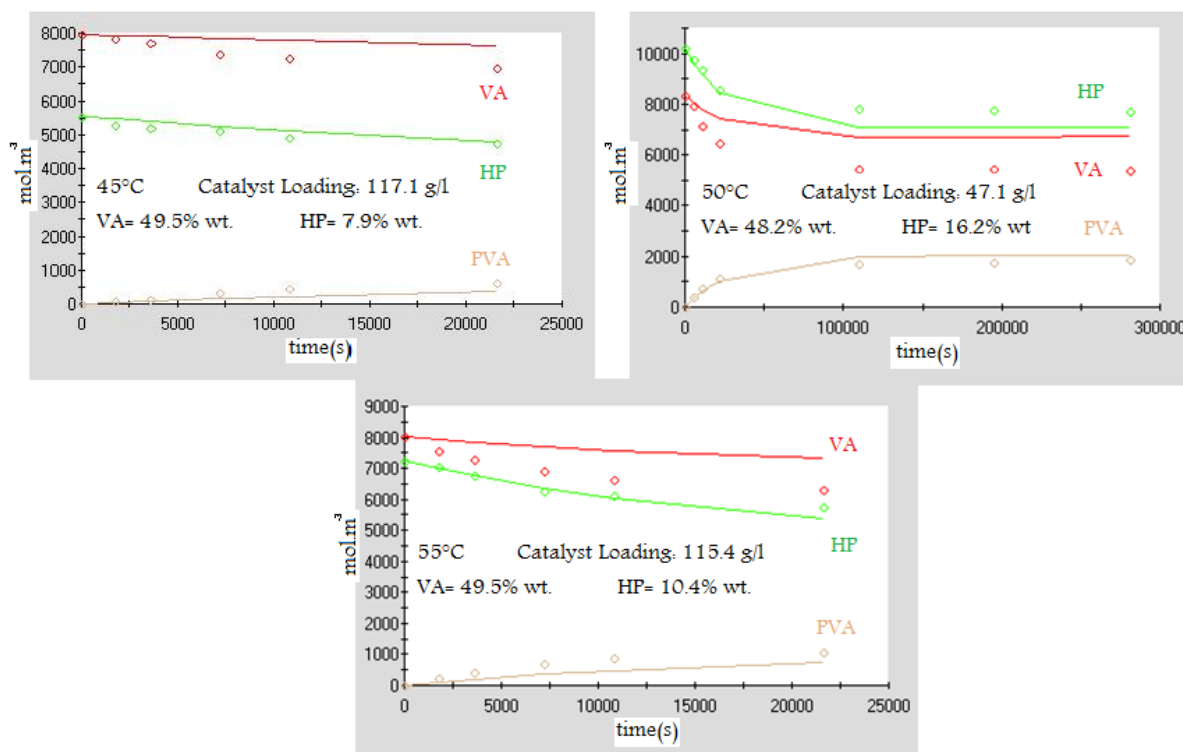 8000
7000
6000
5000
4000
3000
2000
1000
0
mol.m⁻³
VA
HP
45°C Catalyst Loading: 117.1 g/l
VA= 49.5% wt. HP= 7.9% wt.
PVA
0 5000 10000 15000 20000 25000
time(s)
10000
8000
6000
4000
2000
0
mol.m⁻³
HP
VA
50°C Catalyst Loading: 47.1 g/l
VA= 48.2% wt. HP= 16.2% wt
PVA
0 100000 200000 300000
time(s)
9000
8000
7000
6000
5000
4000
3000
2000
1000
0
mol.m⁻³
VA
HP
55°C Catalyst Loading: 115.4 g/l
VA= 49.5% wt. HP= 10.4% wt.
PVA
0 5000 10000 15000 20000 25000
time(s)